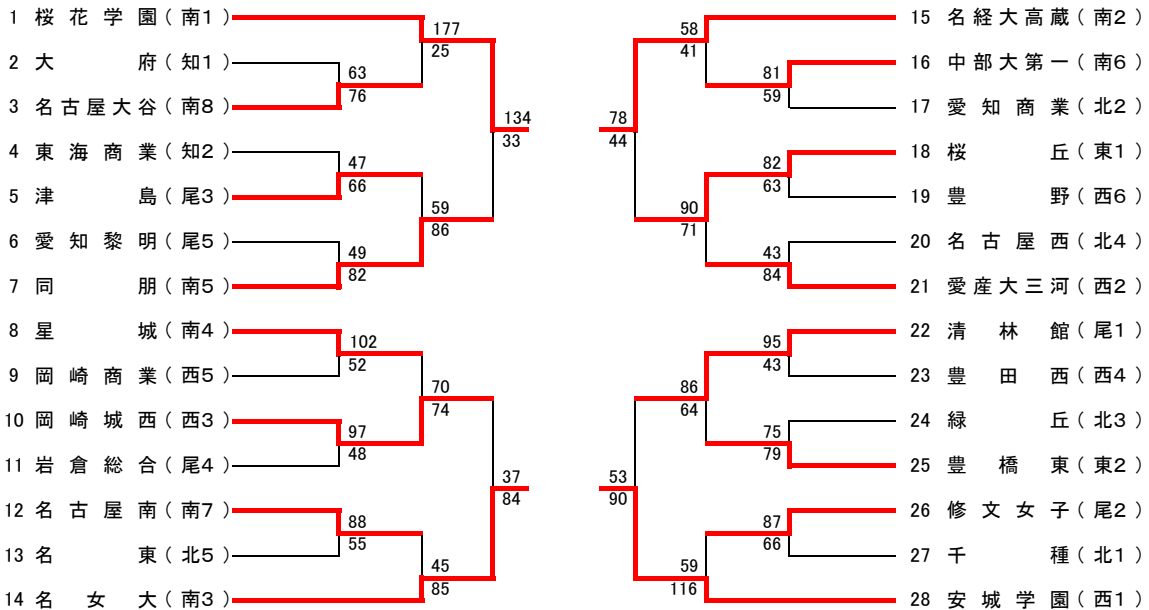 1 桜花学園(南1)
177
25
2 大府(知1)
63
76
3 名古屋大谷(南8)
134
33
4 東海商業(知2)
47
66
5 津島(尾3)
59
86
6 愛知黎明(尾5)
49
82
7 同朋(南5)
8 星城(南4)
102
52
9 岡崎商業(西5)
70
74
10 岡崎城西(西3)
97
48
11 岩倉総合(尾4)
37
84
12 名古屋南(南7)
88
55
13 名東(北5)
45
85
14 名女大(南3)
58
41
15 名経大高蔵(南2)
81
59
16 中部大第一(南6)
17 愛知商業(北2)
78
44
82
63
18 桜丘(東1)
19 豊野(西6)
90
71
43
84
20 名古屋西(北4)
21 愛産大三河(西2)
95
43
22 清林館(尾1)
23 豊田西(西4)
86
64
75
79
24 緑丘(北3)
25 豊橋東(東2)
53
90
87
66
26 修文女子(尾2)
27 千種(北1)
59
116
28 安城学園(西1)